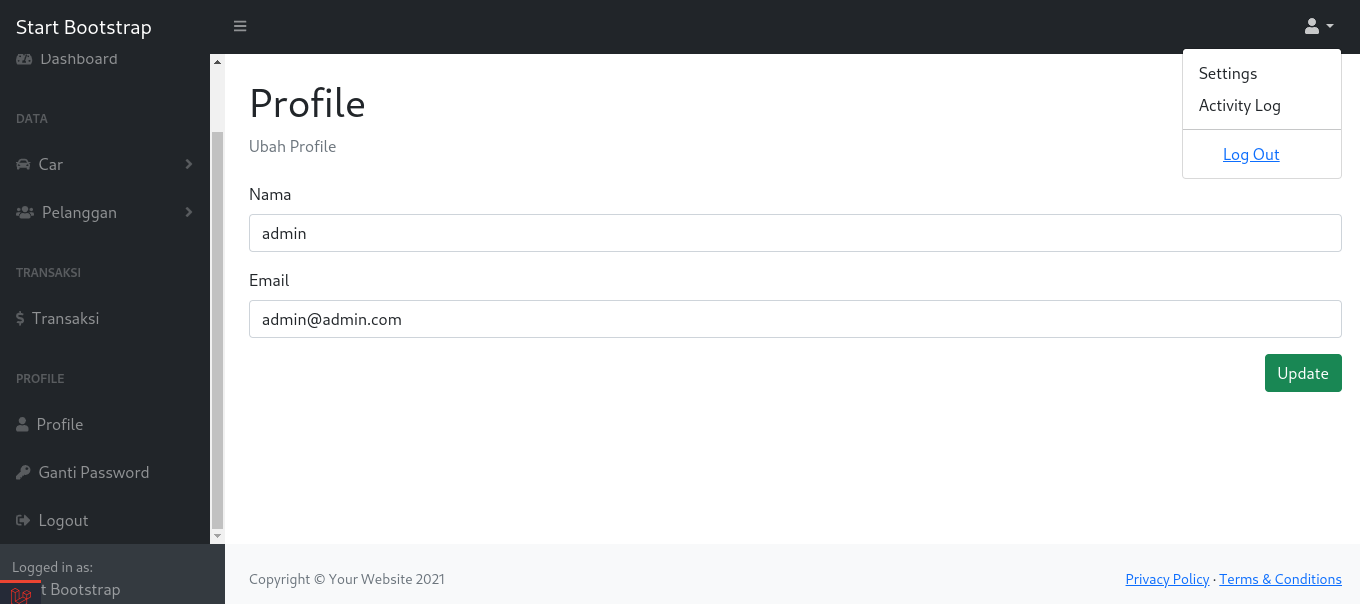 Start Bootstrap
Dashboard
DATA
Car
Pelanggan
TRANSAKSI
Transaksi
PROFILE
Profile
Ganti Password
Logout
Logged in as:
t Bootstrap
Settings
Activity Log
Log Out
Profile
Ubah Profile
Nama
admin
Email
admin@admin.com
Update
Copyright © Your Website 2021
Privacy Policy · Terms & Conditions